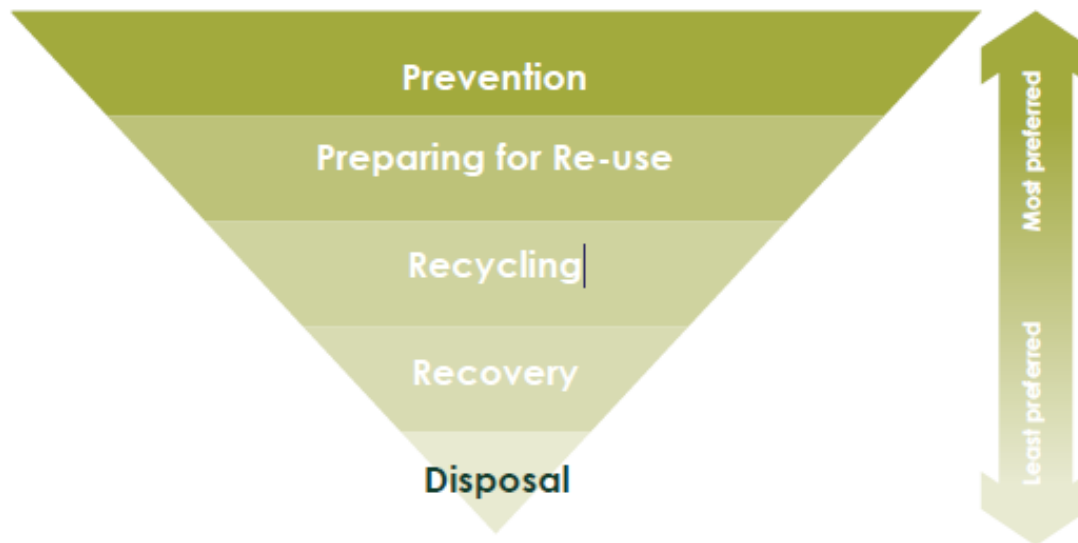 Prevention
Preparing for Re-use
Recycling
Recovery
Disposal
Most preferred
Least preferred